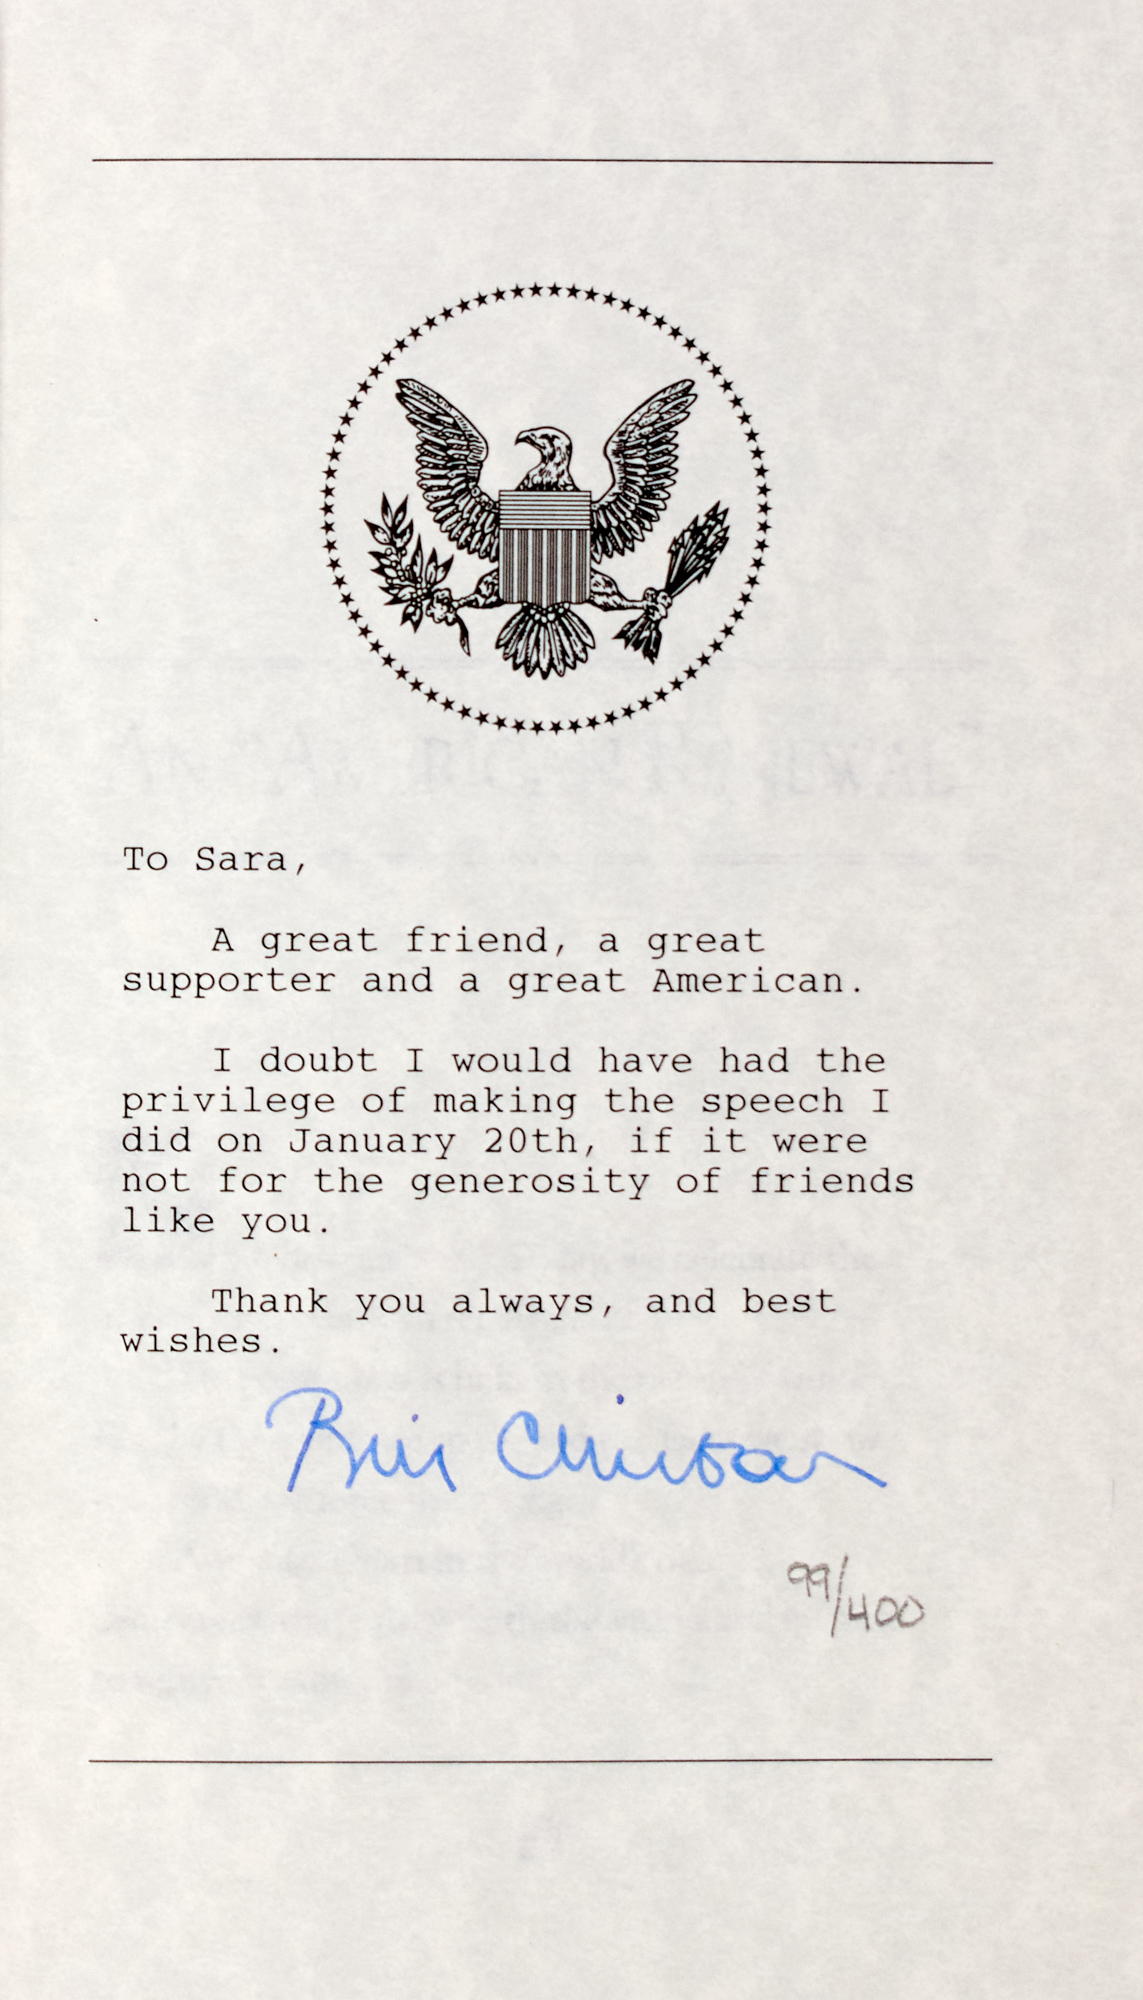 To Sara,
A great friend, a great
supporter and a great American.
I doubt I would have had the
privilege of making the speech I
did on January 20th, if it were
not for the generosity of friends
like you.
Thank you always, and best
wishes.
Bill Clinton
99/400